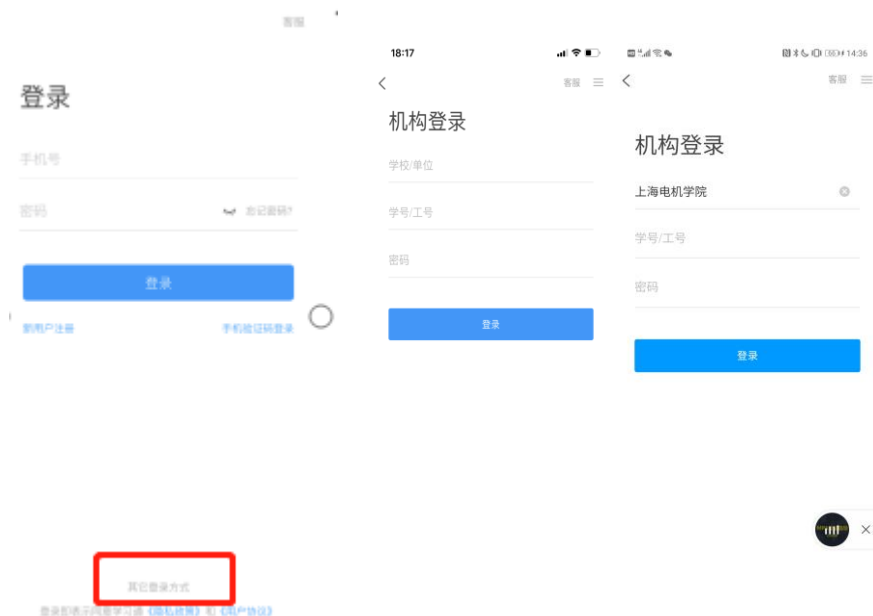 客服
登录
手机号
密码
忘记密码?
登录
新用户注册
手机验证码登录
其它登录方式
登录即表示同意学习通《隐私政策》和《用户协议》
18:17
客服
机构登录
学校/单位
学号/工号
密码
登录
14:36
客服
机构登录
上海电机学院
学号/工号
密码
登录